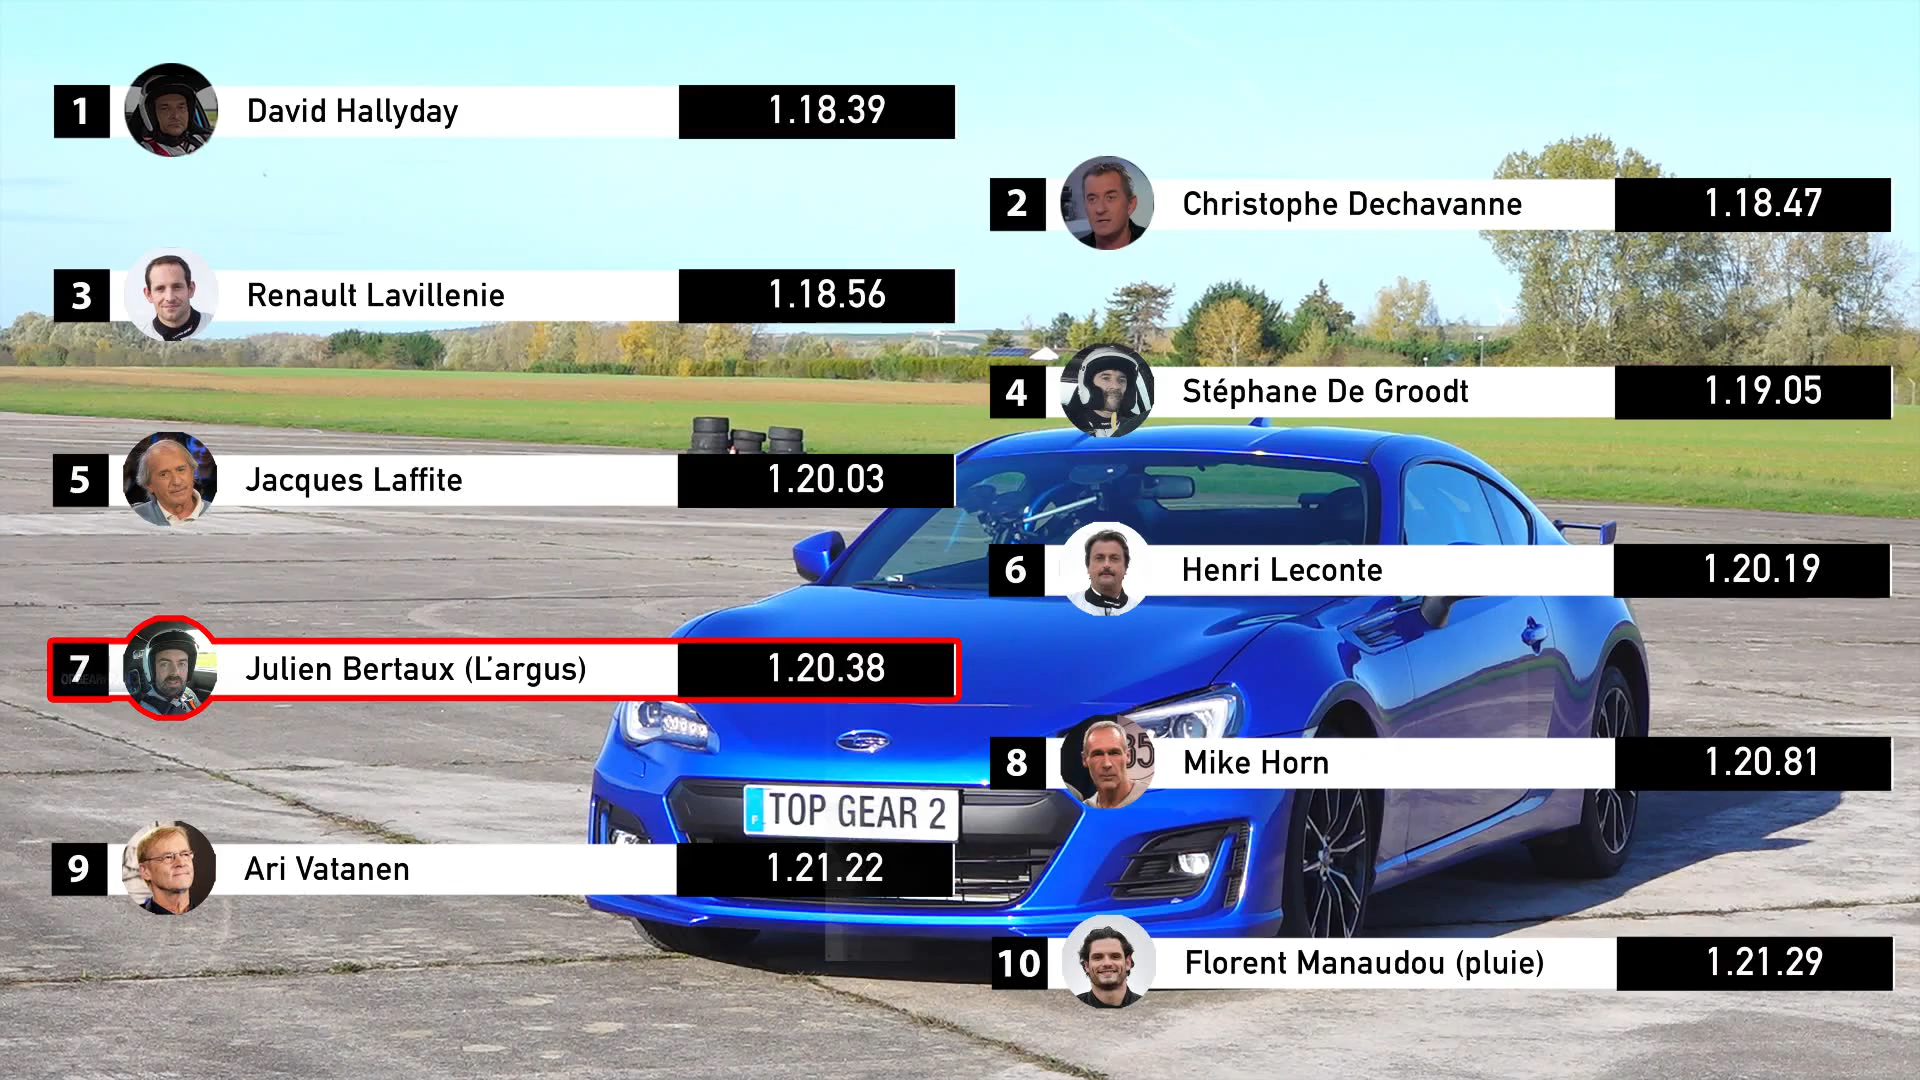 1 David Hallyday 1.18.39
2 Christophe Dechavanne 1.18.47
3 Renault Lavillenie 1.18.56
4 Stéphane De Groodt 1.19.05
5 Jacques Laffite 1.20.03
6 Henri Leconte 1.20.19
7 Julien Bertaux (L'argus) 1.20.38
8 Mike Horn 1.20.81
TOP GEAR 2
F
9 Ari Vatanen 1.21.22
10 Florent Manaudou (pluie) 1.21.29